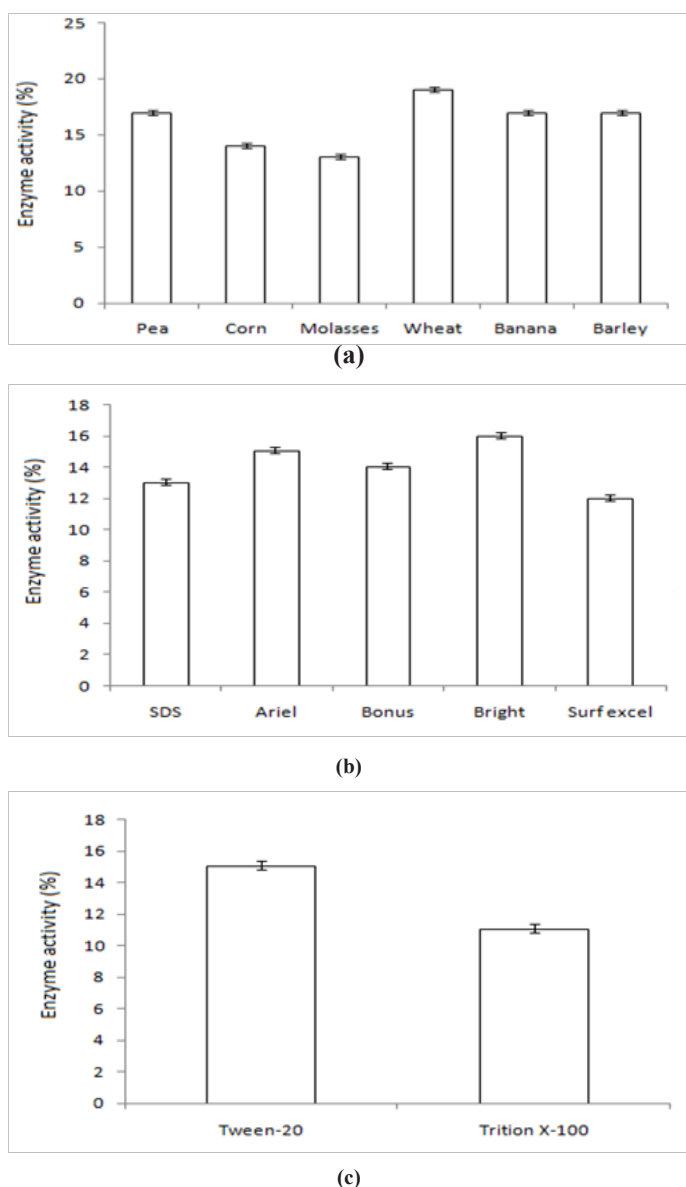 Enzyme activity (%)
25
20
15
10
5
0
Pea Corn Molasses Wheat Banana Barley
(a)
Enzyme activity (%)
18
16
14
12
10
8
6
4
2
0
SDS Ariel Bonus Bright Surf excel
(b)
Enzyme activity (%)
18
16
14
12
10
8
6
4
2
0
Tween-20 Trition X-100
(c)